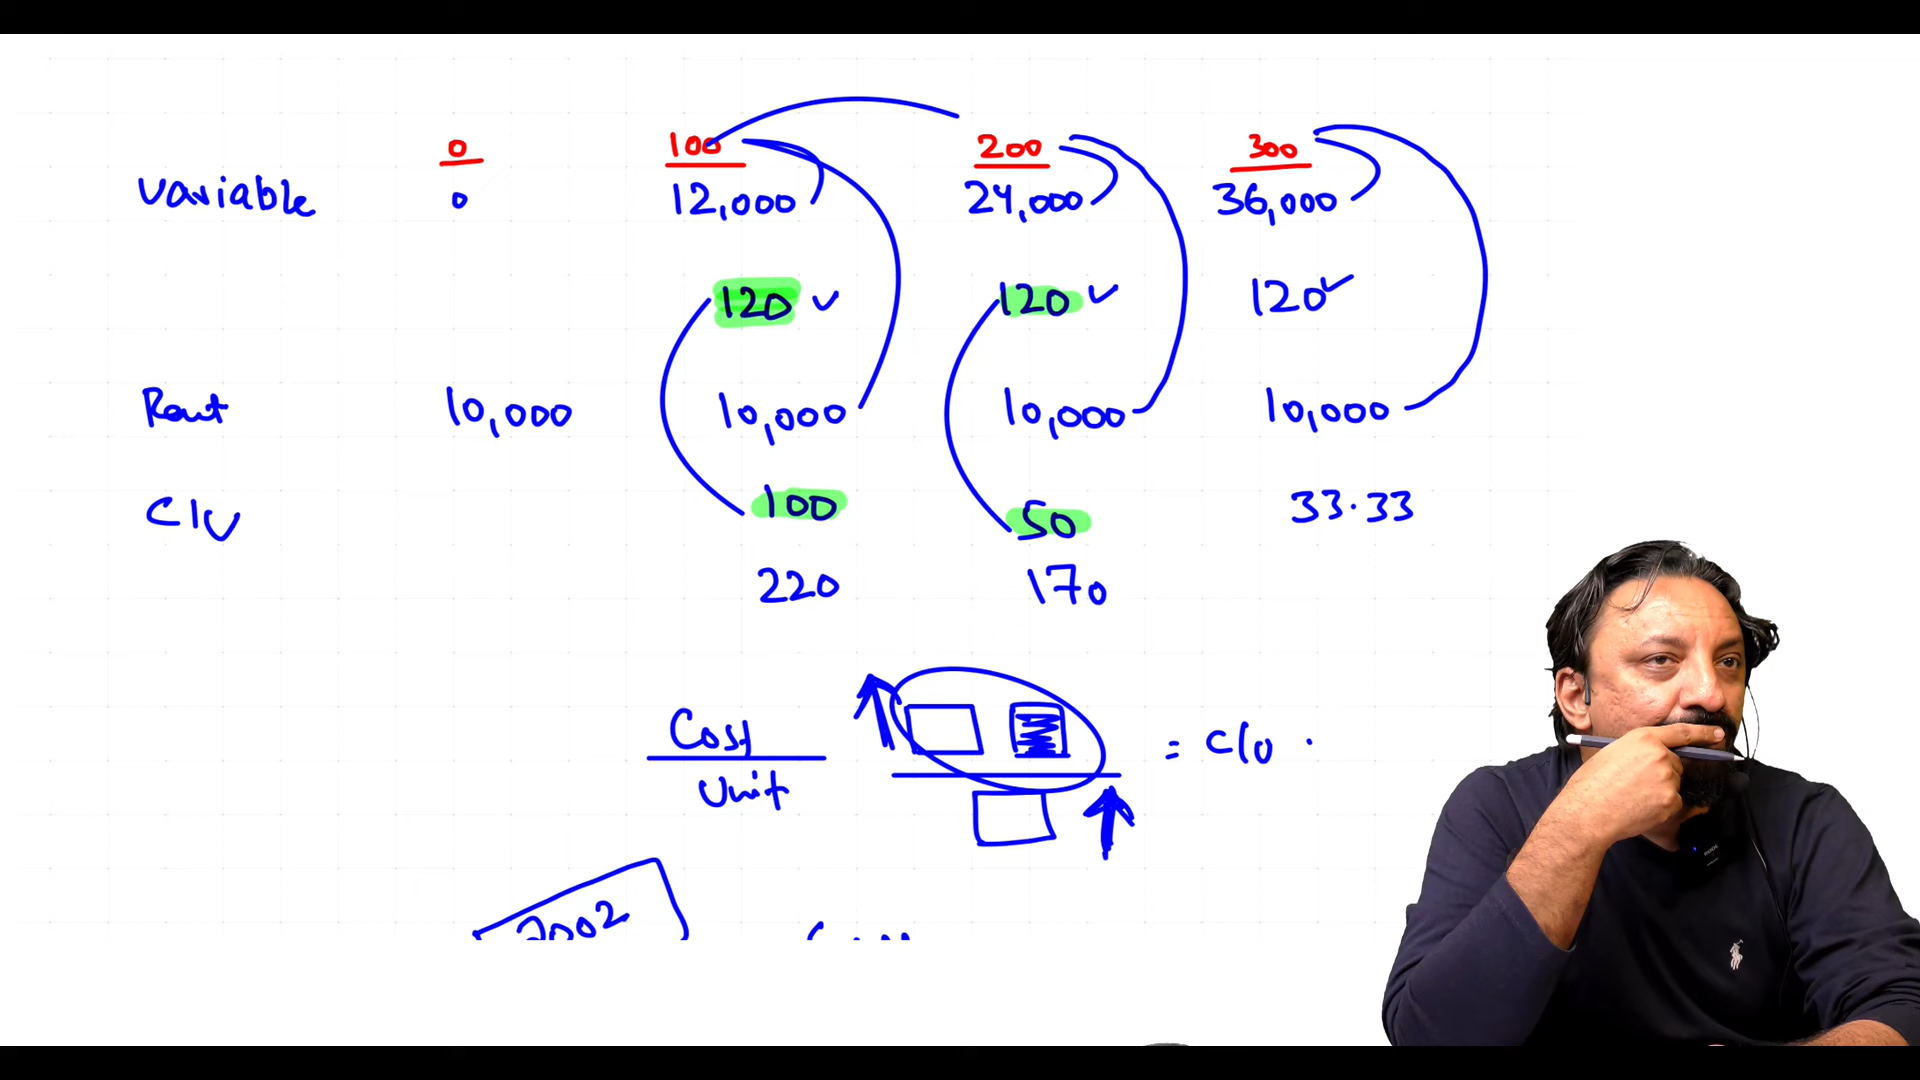 0 100 200 300
Variable 0 12,000 24,000 36,000
120 ✓ 120 ✓ 120 ✓
Rent 10,000 10,000 10,000 10,000
C/U 100 50 33.33
220 170
Cost
Unit
= C/U .
2002